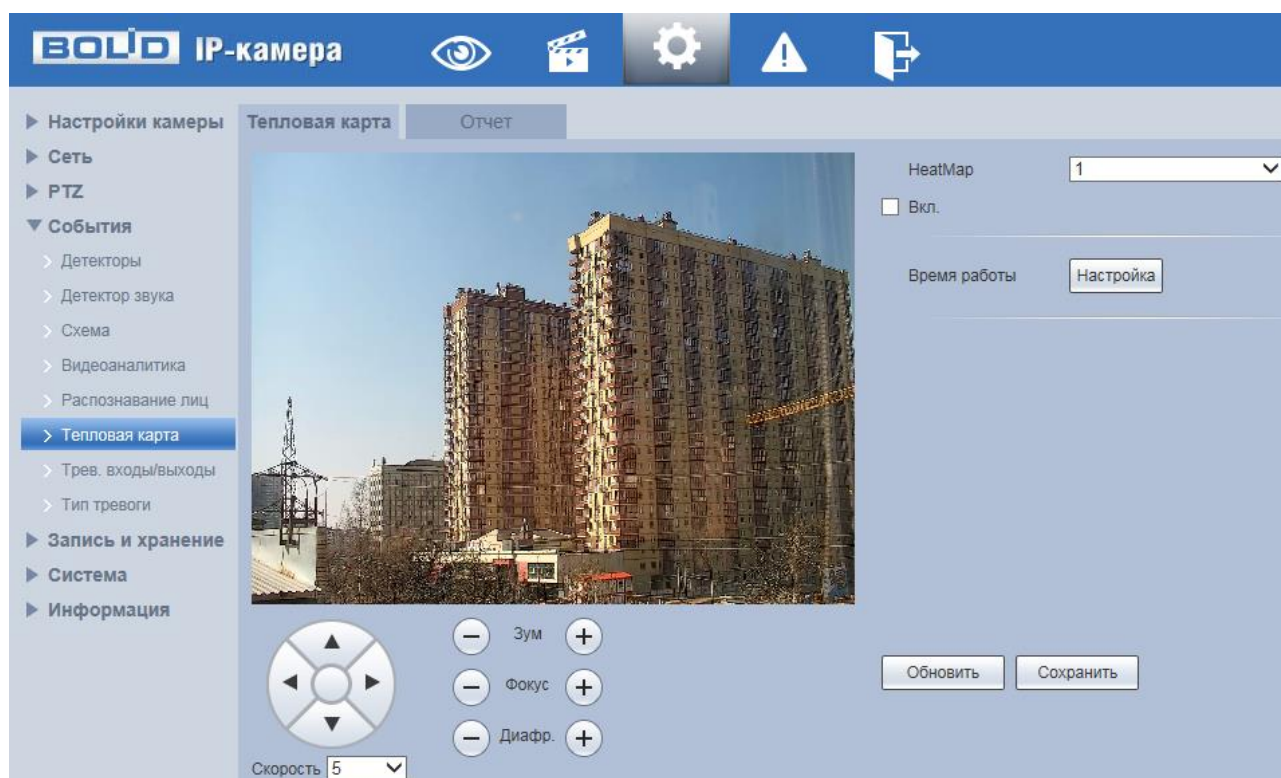 BOLID IP-камера
Настройки камеры
Сеть
PTZ
События
Детекторы
Детектор звука
Схема
Видеоаналитика
Распознавание лиц
Тепловая карта
Трев. входы/выходы
Тип тревоги
Запись и хранение
Система
Информация
Тепловая карта
Отчет
HeatMap 1
Вкл.
Время работы Настройка
Зум
Фокус
Диафр.
Скорость 5
Обновить Сохранить